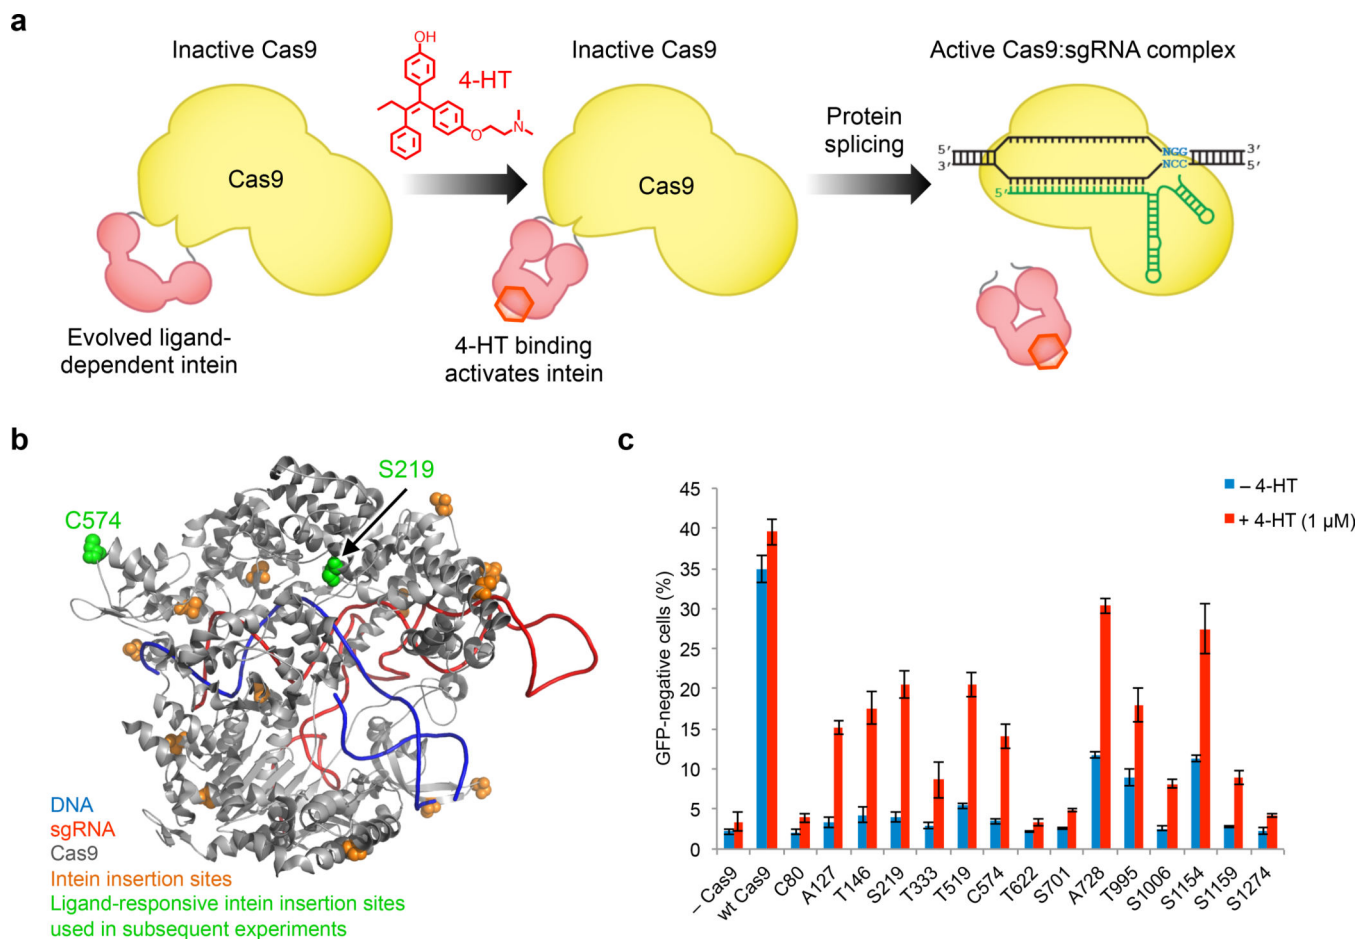 a
Inactive Cas9
Inactive Cas9
Active Cas9:sgRNA complex
OH
4-HT
O
N
Protein
splicing
Cas9
Cas9
5′
3′
NGG
NCC
3′
5′
5′
Evolved ligand-
dependent intein
4-HT binding
activates intein
b
S219
C574
DNA
sgRNA
Cas9
Intein insertion sites
Ligand-responsive intein insertion sites
used in subsequent experiments
c
– 4-HT
+ 4-HT (1 µM)
GFP-negative cells (%)
45
40
35
30
25
20
15
10
5
0
– Cas9
wt Cas9
C80
A127
T146
S219
T333
T519
C574
T622
S701
A728
T995
S1006
S1154
S1159
S1274